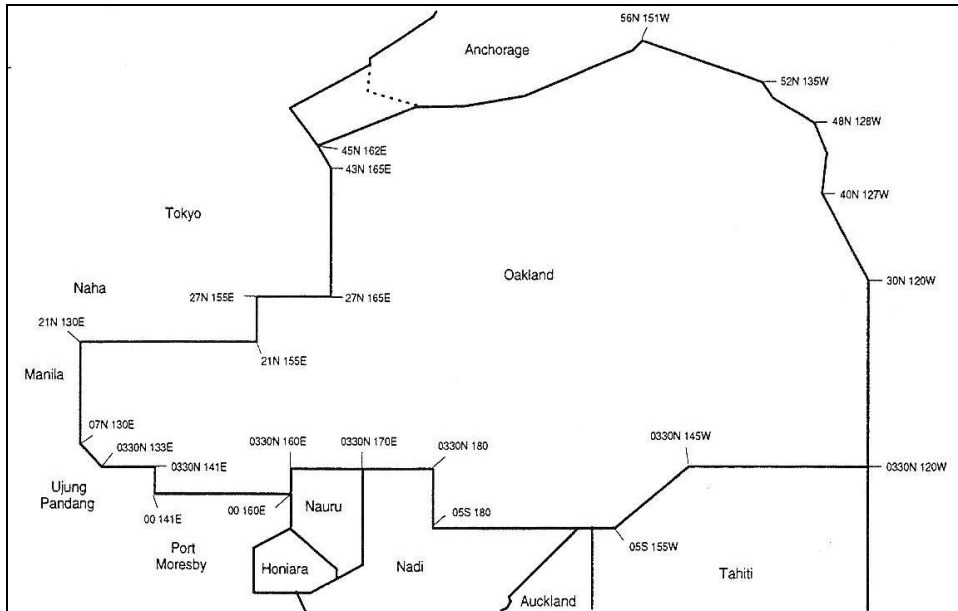 56N 151W
Anchorage
52N 135W
48N 128W
45N 162E
43N 165E
40N 127W
Tokyo
Oakland
30N 120W
Naha
27N 155E
27N 165E
21N 130E
21N 155E
Manila
07N 130E
0330N 133E
0330N 160E
0330N 170E
0330N 145W
0330N 180
0330N 141E
0330N 120W
Ujung
Pandang
00 141E
00 160E
Nauru
05S 180
05S 155W
Port
Moresby
Honiara
Nadi
Tahiti
Auckland